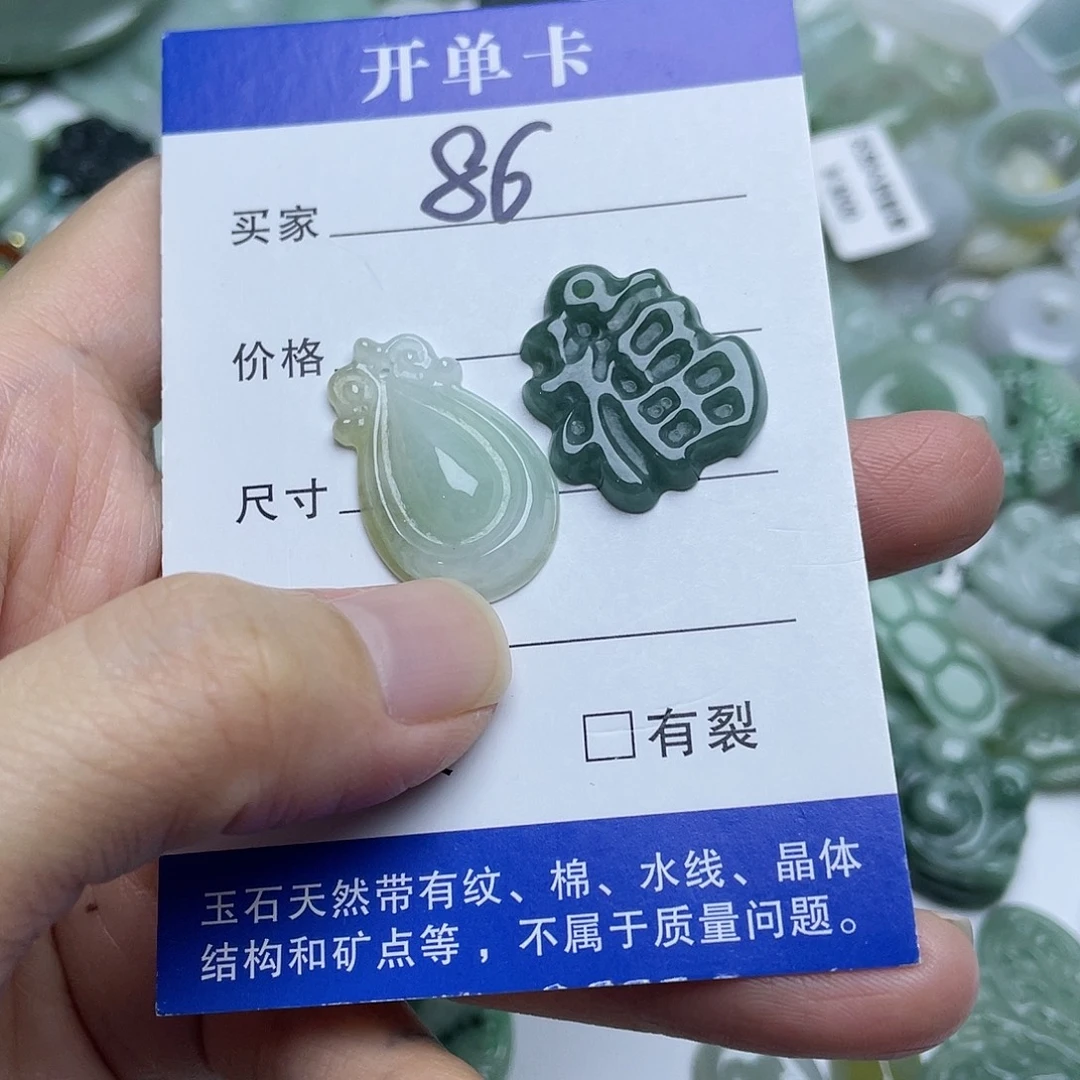 开单卡
买家 86
价格
尺寸
福
有裂
玉石天然带有纹、棉、水线、晶体
结构和矿点等，不属于质量问题。